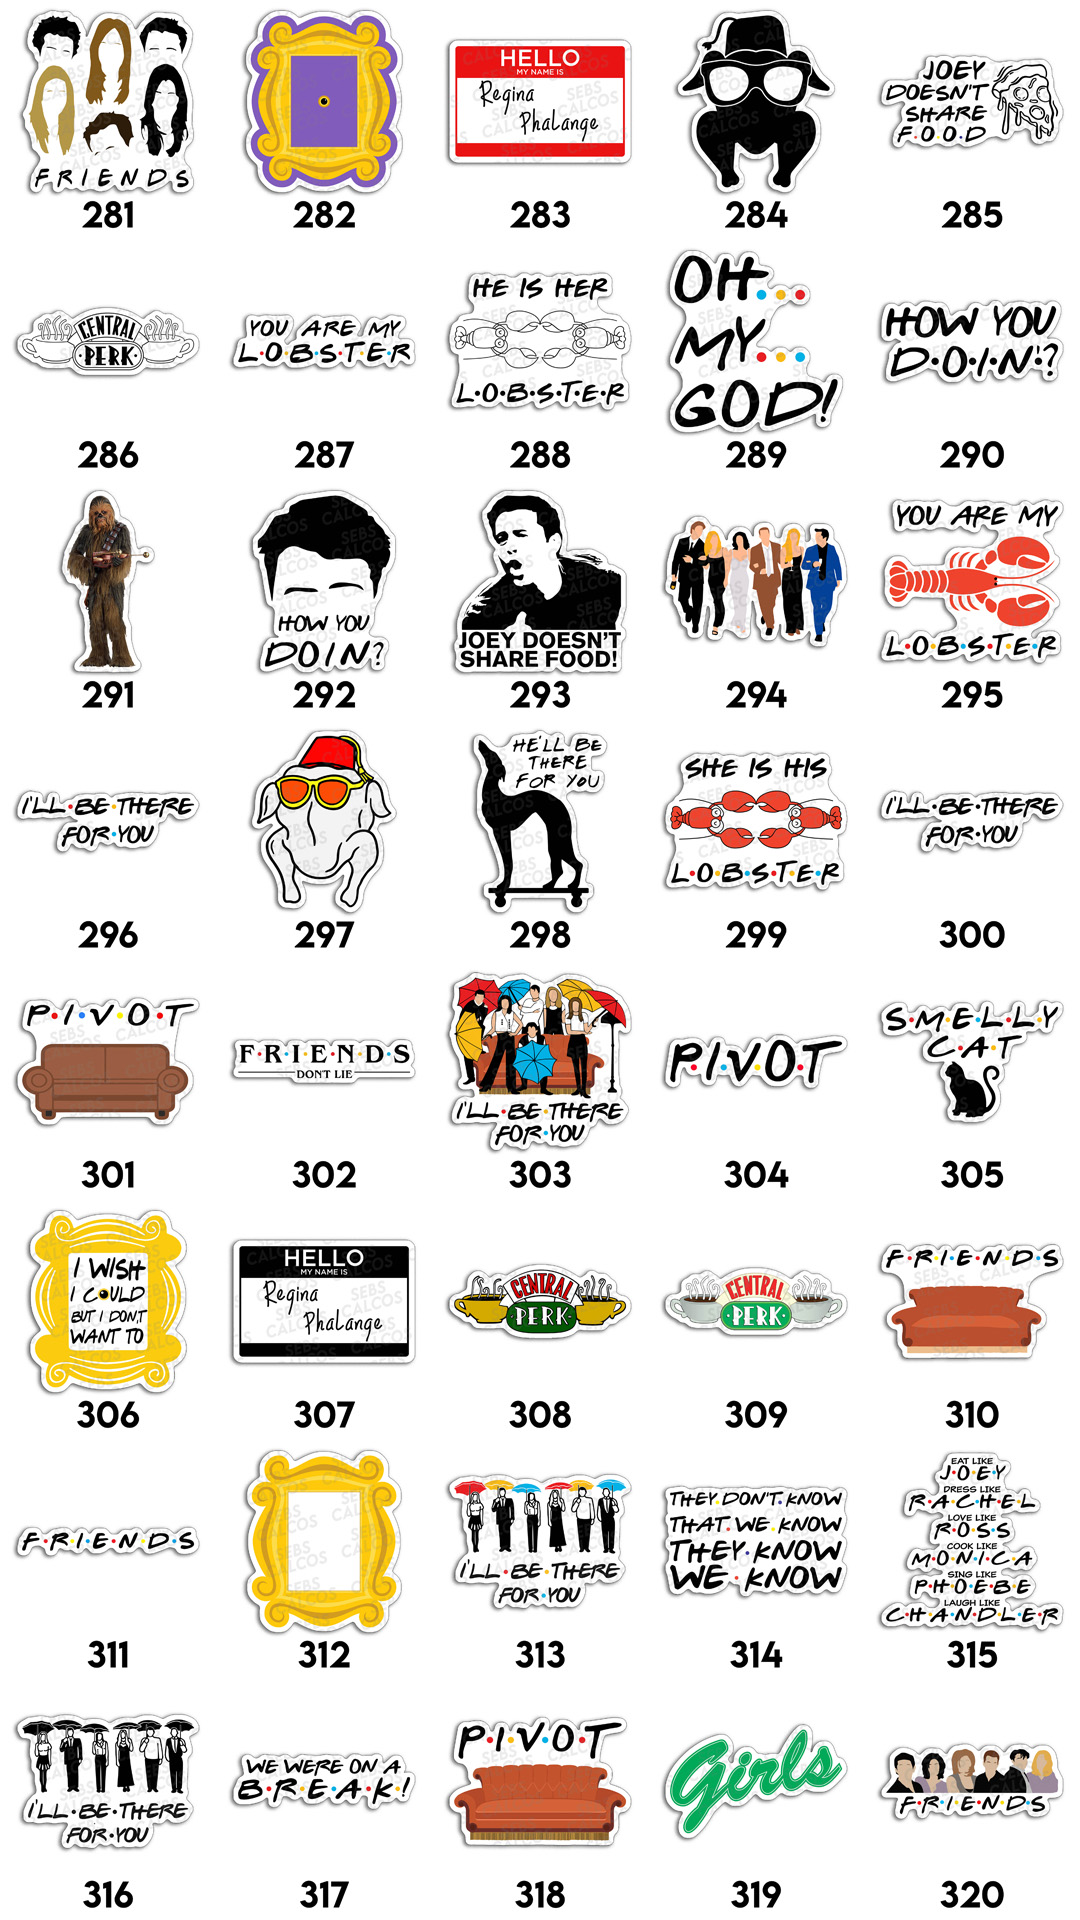 FRIENDS
281
282
HELLO
MY NAME IS
Regina
Phalange
283
284
JOEY
DOESN'T
SHARE
F·O·O·D
285
CENTRAL
PERK
286
YOU ARE MY
L·O·B·S·T·E·R
287
HE IS HER
L·O·B·S·T·E·R
288
OH...
MY...
GOD!
289
HOW YOU
D·O·I·N·'?
290
291
HOW YOU
DOIN?
292
JOEY DOESN'T
SHARE FOOD!
293
294
YOU ARE MY
L·O·B·S·T·E·R
295
I'LL·BE·THERE
FOR·YOU
296
297
HE'LL BE
THERE
FOR YOU
298
SHE IS HIS
L·O·B·S·T·E·R
299
I'LL·BE·THERE
FOR·YOU
300
P·I·V·O·T
301
F·R·I·E·N·D·S
DON'T LIE
302
I'LL·BE·THERE
FOR·YOU
303
P·I·V·O·T
304
S·M·E·L·L·Y
C·A·T
305
I WISH
I COULD
BUT I DON'T
WANT TO
306
HELLO
MY NAME IS
Regina
Phalange
307
CENTRAL
PERK
308
CENTRAL
PERK
309
F·R·I·E·N·D·S
310
F·R·I·E·N·D·S
311
312
I'LL·BE·THERE
FOR·YOU
313
THEY·DON'T·KNOW
THAT·WE·KNOW
THEY·KNOW
WE·KNOW
314
EAT LIKE
J·O·E·Y
DRESS LIKE
R·A·C·H·E·L
LOVE LIKE
R·O·S·S
COOK LIKE
M·O·N·I·C·A
SING LIKE
P·H·O·E·B·E
LAUGH LIKE
C·H·A·N·D·L·E·R
315
I'LL·BE·THERE
FOR·YOU
316
WE WERE ON A
B·R·E·A·K·!
317
P·I·V·O·T
318
Girls
319
F·R·I·E·N·D·S
320
SEBS
CALCOS